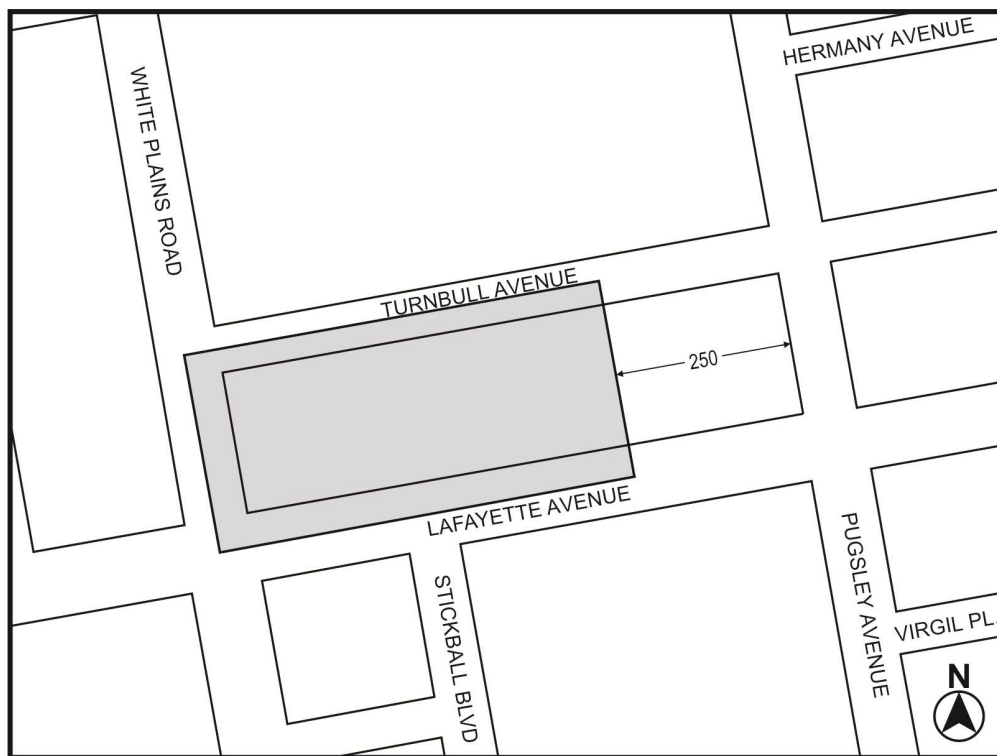 HERMANY AVENUE
WHITE PLAINS ROAD
TURNBULL AVENUE
250
LAFAYETTE AVENUE
STICKBALL BLVD
PUGSLEY AVENUE
VIRGIL PL.
N